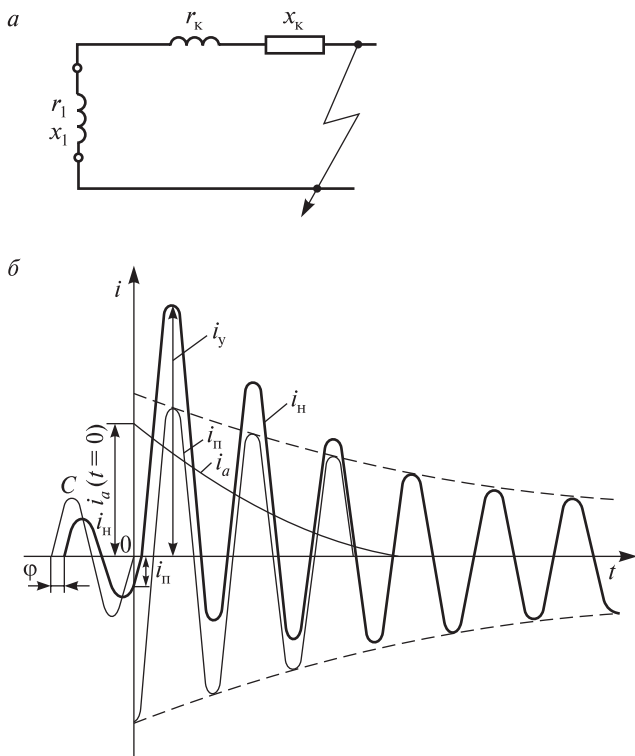 а
rк xк
r1
x1
б
i
iу
iн
iп
ia
ia(t = 0)
iн
C
0
iп
φ
t